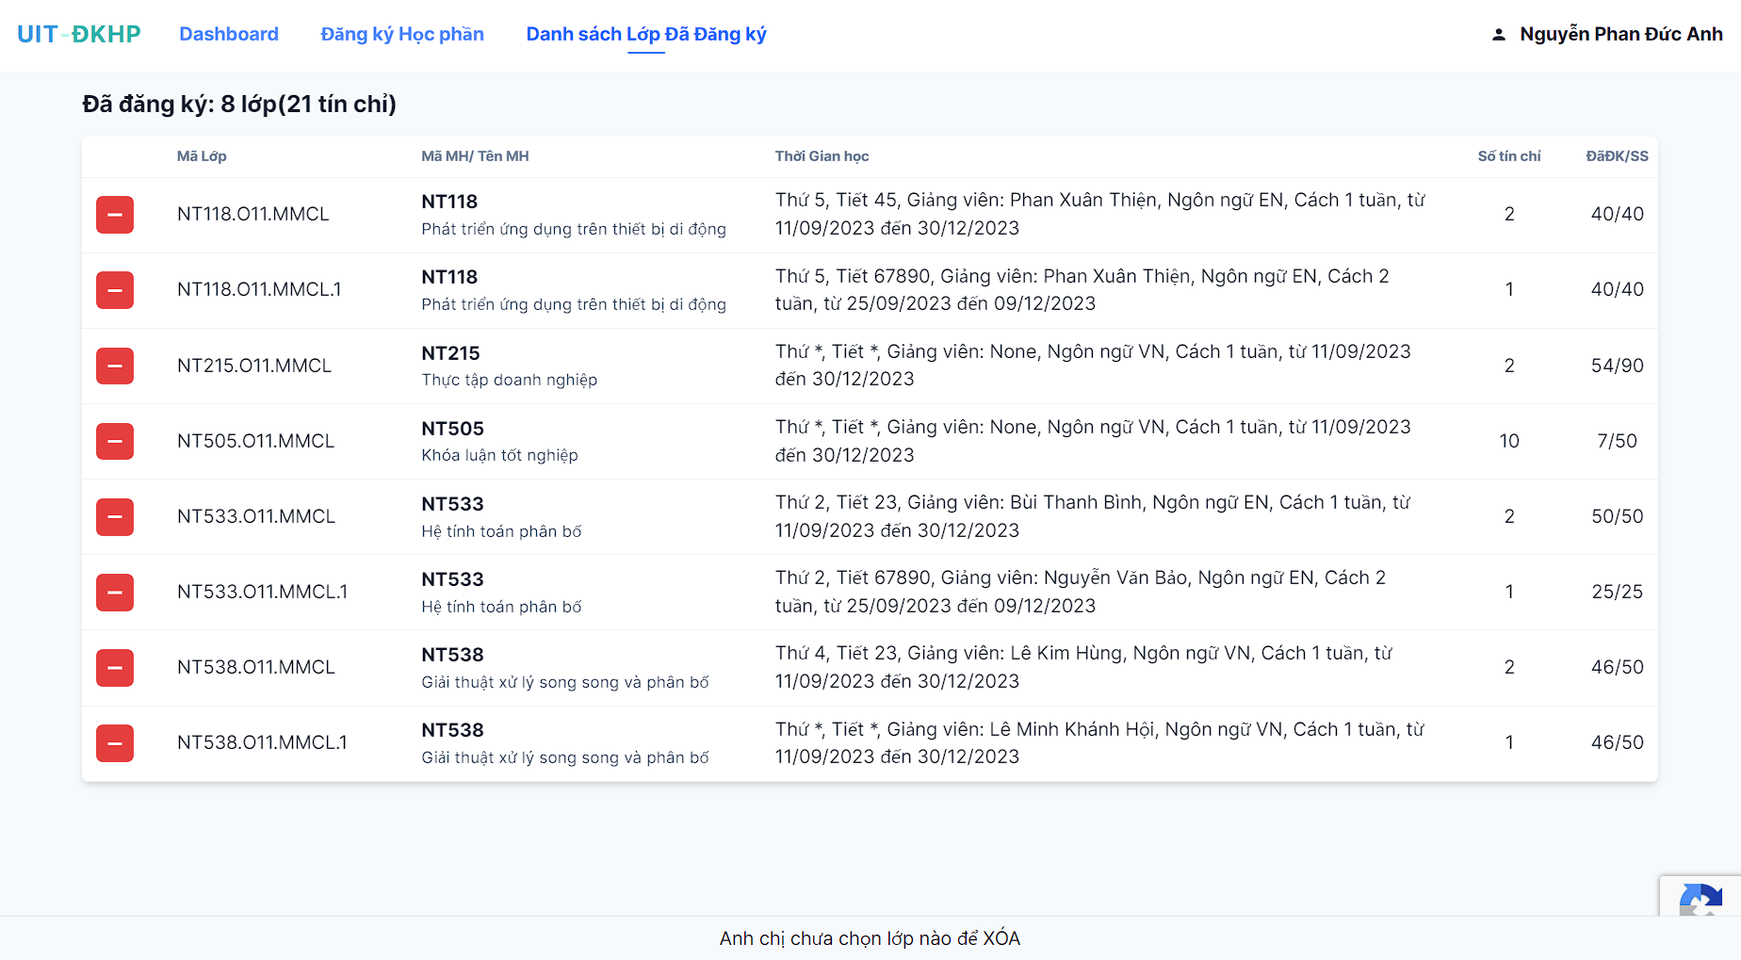 UIT-ĐKHP Dashboard Đăng ký Học phần Danh sách Lớp Đã Đăng ký Nguyễn Phan Đức Anh
Đã đăng ký: 8 lớp(21 tín chỉ)
Mã Lớp Mã MH/ Tên MH Thời Gian học Số tín chỉ ĐãĐK/SS
NT118.O11.MMCL
NT118
Phát triển ứng dụng trên thiết bị di động
Thứ 5, Tiết 45, Giảng viên: Phan Xuân Thiện, Ngôn ngữ EN, Cách 1 tuần, từ
11/09/2023 đến 30/12/2023
2
40/40
NT118.O11.MMCL.1
NT118
Phát triển ứng dụng trên thiết bị di động
Thứ 5, Tiết 67890, Giảng viên: Phan Xuân Thiện, Ngôn ngữ EN, Cách 2
tuần, từ 25/09/2023 đến 09/12/2023
1
40/40
NT215.O11.MMCL
NT215
Thực tập doanh nghiệp
Thứ *, Tiết *, Giảng viên: None, Ngôn ngữ VN, Cách 1 tuần, từ 11/09/2023
đến 30/12/2023
2
54/90
NT505.O11.MMCL
NT505
Khóa luận tốt nghiệp
Thứ *, Tiết *, Giảng viên: None, Ngôn ngữ VN, Cách 1 tuần, từ 11/09/2023
đến 30/12/2023
10
7/50
NT533.O11.MMCL
NT533
Hệ tính toán phân bố
Thứ 2, Tiết 23, Giảng viên: Bùi Thanh Bình, Ngôn ngữ EN, Cách 1 tuần, từ
11/09/2023 đến 30/12/2023
2
50/50
NT533.O11.MMCL.1
NT533
Hệ tính toán phân bố
Thứ 2, Tiết 67890, Giảng viên: Nguyễn Văn Bảo, Ngôn ngữ EN, Cách 2
tuần, từ 25/09/2023 đến 09/12/2023
1
25/25
NT538.O11.MMCL
NT538
Giải thuật xử lý song song và phân bố
Thứ 4, Tiết 23, Giảng viên: Lê Kim Hùng, Ngôn ngữ VN, Cách 1 tuần, từ
11/09/2023 đến 30/12/2023
2
46/50
NT538.O11.MMCL.1
NT538
Giải thuật xử lý song song và phân bố
Thứ *, Tiết *, Giảng viên: Lê Minh Khánh Hội, Ngôn ngữ VN, Cách 1 tuần, từ
11/09/2023 đến 30/12/2023
1
46/50
Anh chị chưa chọn lớp nào để XÓA